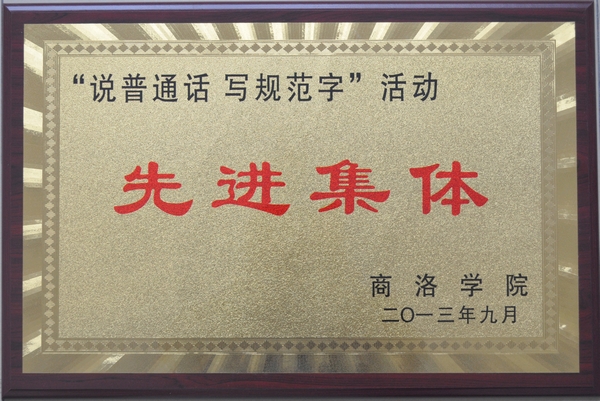 “说普通话 写规范字”活动
先进集体
商洛学院
二〇一三年九月